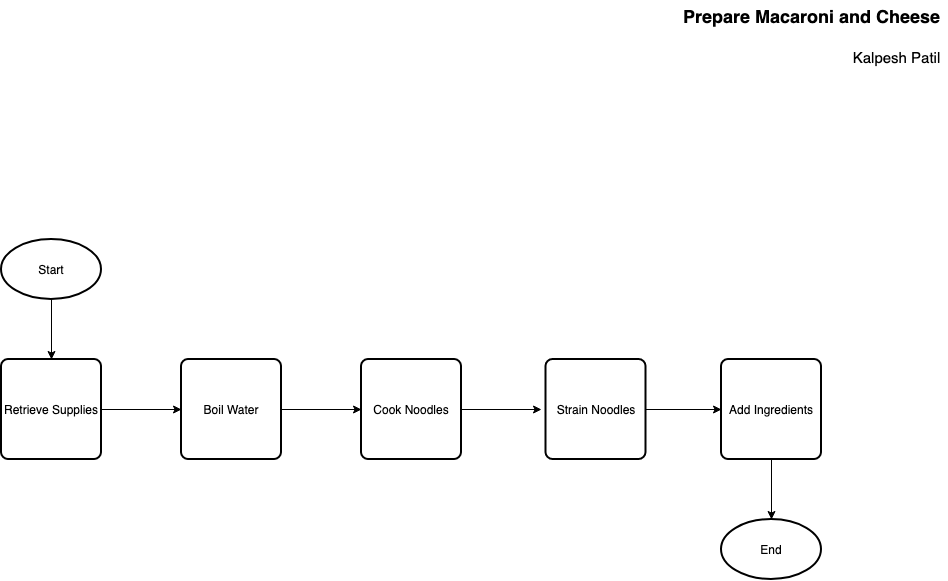 Prepare Macaroni and Cheese
Kalpesh Patil
Start
Retrieve Supplies
Boil Water
Cook Noodles
Strain Noodles
Add Ingredients
End